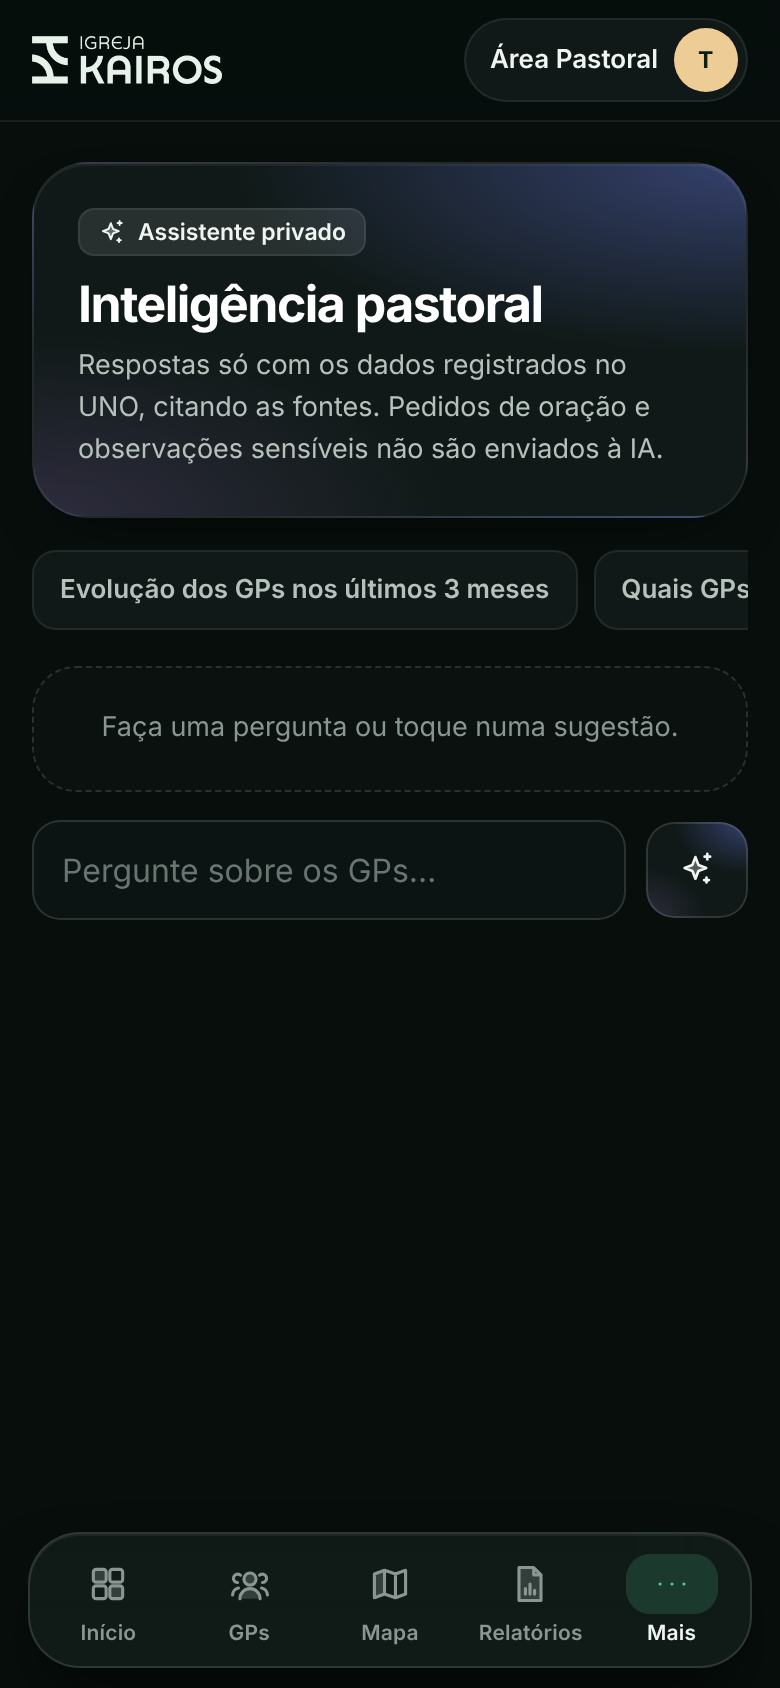 IGREJA
KAIROS
Área Pastoral
T
Assistente privado
Inteligência pastoral
Respostas só com os dados registrados no
UNO, citando as fontes. Pedidos de oração e
observações sensíveis não são enviados à IA.
Evolução dos GPs nos últimos 3 meses
Quais GPs
Faça uma pergunta ou toque numa sugestão.
Pergunte sobre os GPs...
Início
GPs
Mapa
Relatórios
Mais